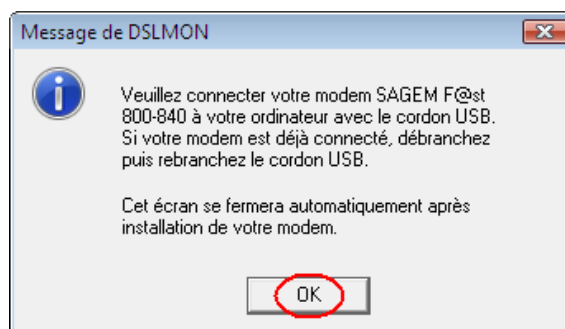 Message de DSLMON
Veuillez connecter votre modem SAGEM F@st
800-840 à votre ordinateur avec le cordon USB.
Si votre modem est déjà connecté, débranchez
puis rebranchez le cordon USB.
Cet écran se fermera automatiquement après
installation de votre modem.
OK